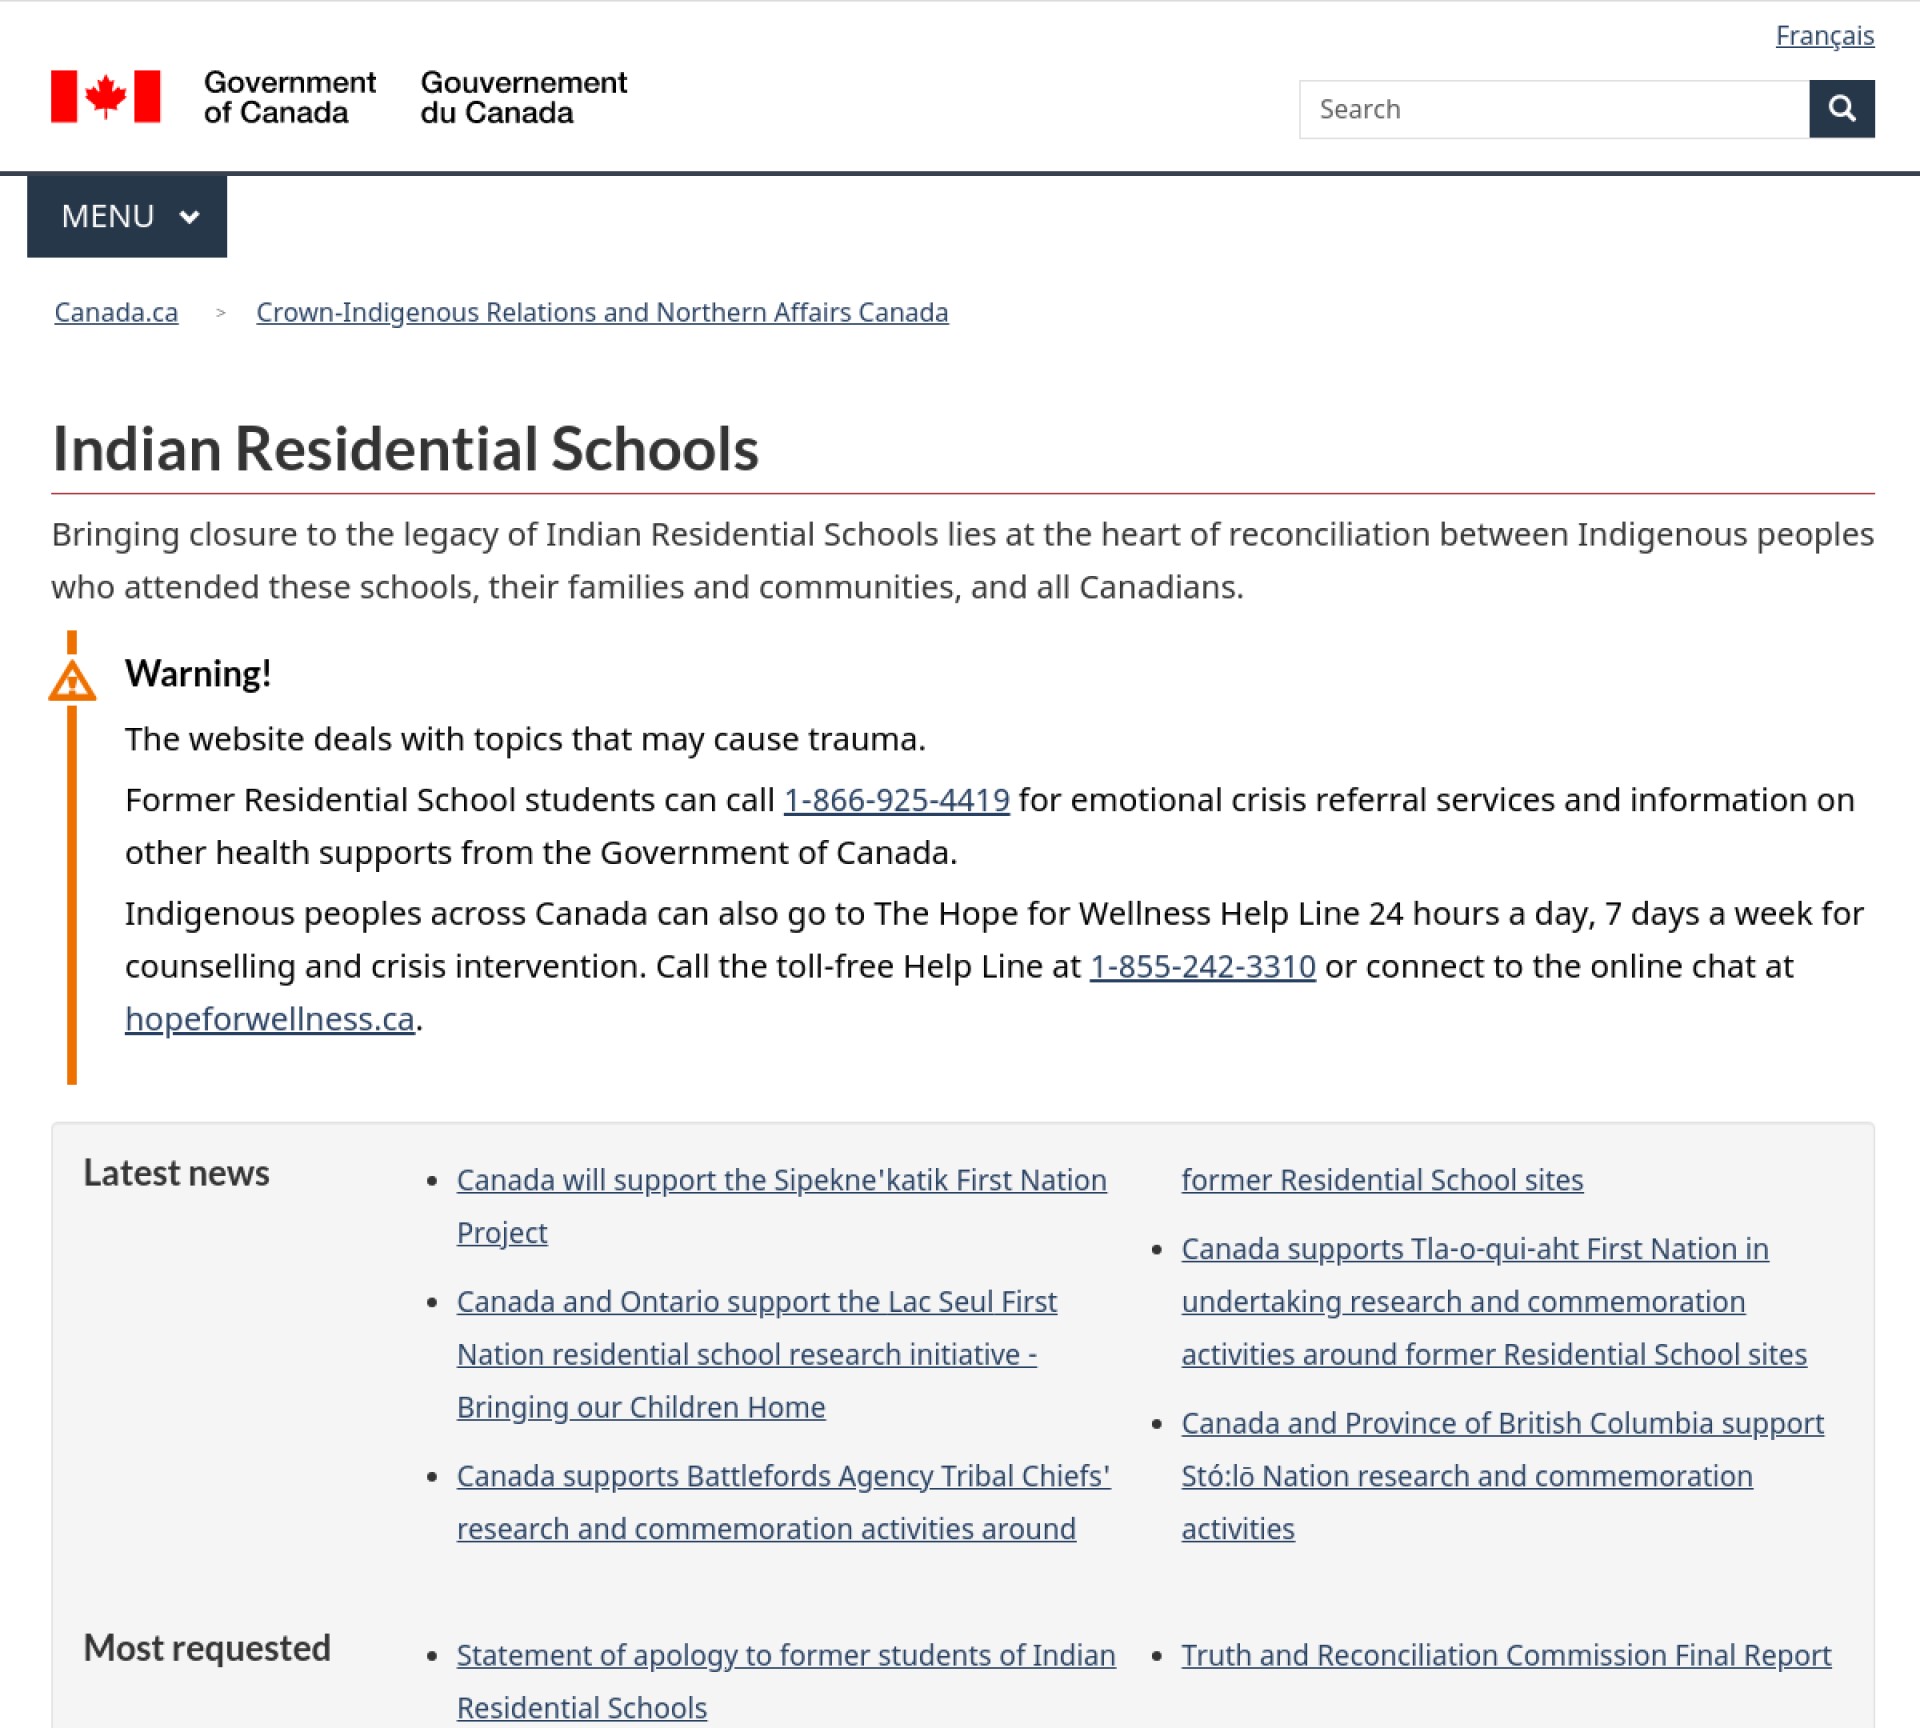 Français
Government
of Canada
Gouvernement
du Canada
Search
MENU
Canada.ca > Crown-Indigenous Relations and Northern Affairs Canada
Indian Residential Schools
Bringing closure to the legacy of Indian Residential Schools lies at the heart of reconciliation between Indigenous peoples
who attended these schools, their families and communities, and all Canadians.
Warning!
The website deals with topics that may cause trauma.
Former Residential School students can call 1-866-925-4419 for emotional crisis referral services and information on
other health supports from the Government of Canada.
Indigenous peoples across Canada can also go to The Hope for Wellness Help Line 24 hours a day, 7 days a week for
counselling and crisis intervention. Call the toll-free Help Line at 1-855-242-3310 or connect to the online chat at
hopeforwellness.ca.
Latest news
Canada will support the Sipekne'katik First Nation
Project
Canada and Ontario support the Lac Seul First
Nation residential school research initiative -
Bringing our Children Home
Canada supports Battlefords Agency Tribal Chiefs'
research and commemoration activities around
former Residential School sites
Canada supports Tla-o-qui-aht First Nation in
undertaking research and commemoration
activities around former Residential School sites
Canada and Province of British Columbia support
Stó:lō Nation research and commemoration
activities
Most requested
Statement of apology to former students of Indian
Residential Schools
Truth and Reconciliation Commission Final Report